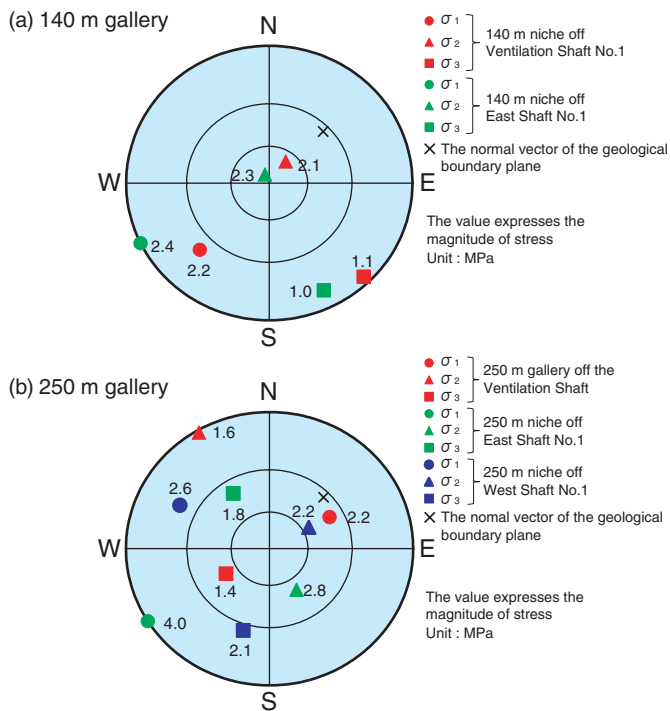 (a) 140 m gallery
N
W
E
S
2.1
2.3
2.4
2.2
1.1
1.0
σ1
σ2
σ3
140 m niche off
Ventilation Shaft No.1
σ1
σ2
σ3
140 m niche off
East Shaft No.1
The normal vector of the geological
boundary plane
The value expresses the
magnitude of stress
Unit : MPa
(b) 250 m gallery
N
W
E
S
1.6
2.6
1.8
2.2
2.2
1.4
2.8
4.0
2.1
σ1
σ2
σ3
250 m gallery off the
Ventilation Shaft
σ1
σ2
σ3
250 m niche off
East Shaft No.1
σ1
σ2
σ3
250 m niche off
West Shaft No.1
The nomal vector of the geological
boundary plane
The value expresses the
magnitude of stress
Unit : MPa